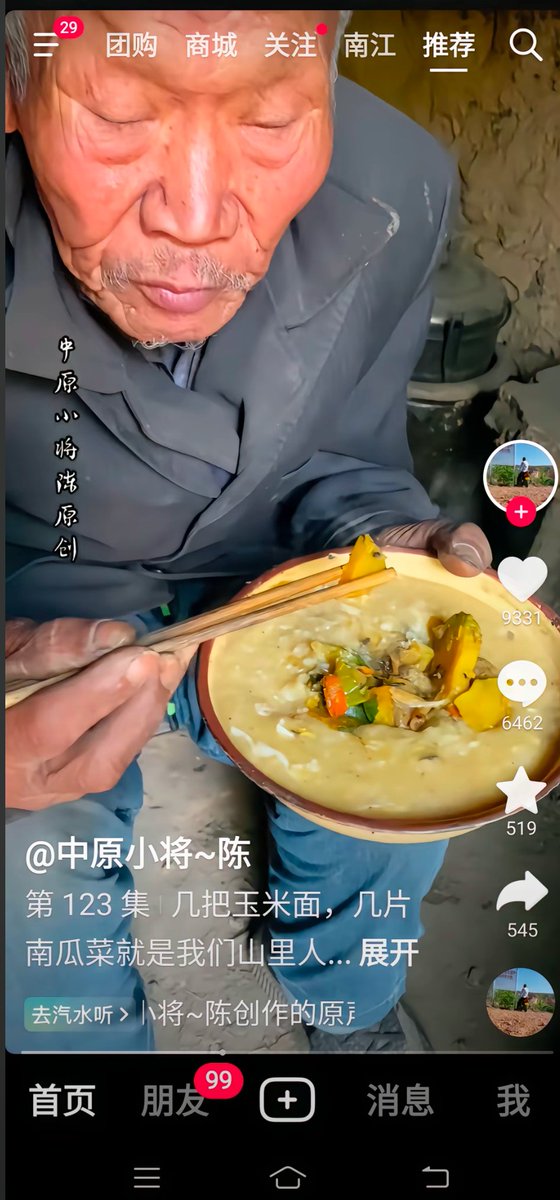 29
团购 商城 关注 南江 推荐
中原小将陈原创
9331
6462
519
545
@中原小将~陈
第 123 集 | 几把玉米面，几片
南瓜菜就是我们山里人... 展开
去汽水听 > 小将~陈创作的原声
首页 朋友 99 消息 我